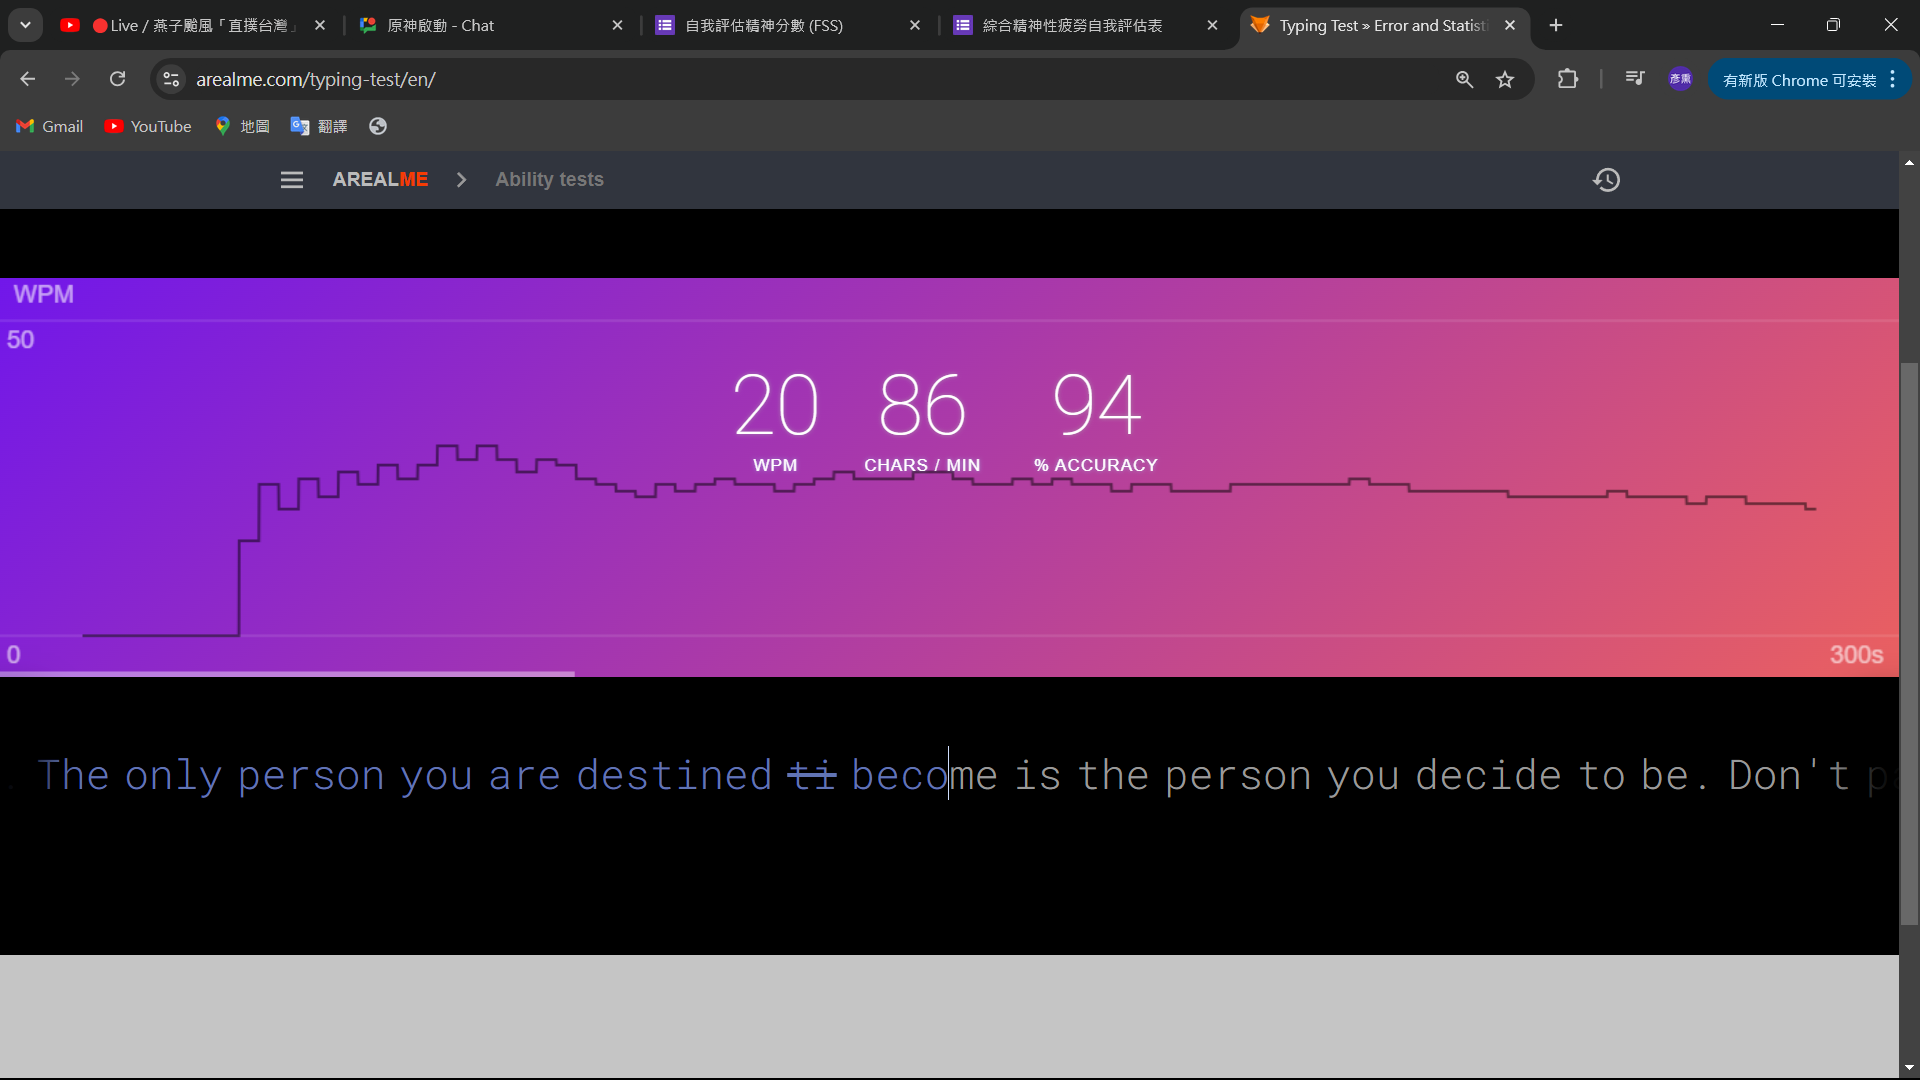 Live / 燕子颱風「直撲台灣」
原神啟動 - Chat
自我評估精神分數 (FSS)
綜合精神性疲勞自我評估表
Typing Test » Error and Statisti
arealme.com/typing-test/en/
彥熏
有新版 Chrome 可安裝
Gmail
YouTube
地圖
翻譯
AREALME
Ability tests
WPM
50
20 86 94
WPM CHARS / MIN % ACCURACY
0
300s
. The only person you are destined ti become is the person you decide to be. Don't p